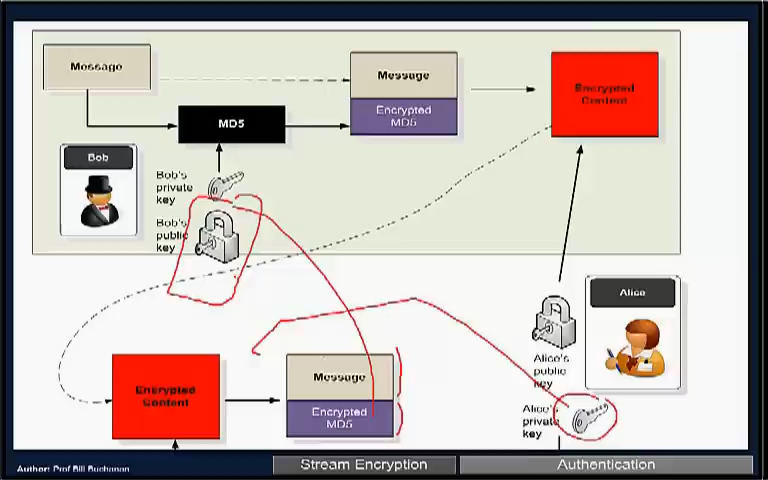 Message
Message
Encrypted
MD5
Encrypted
Content
MD5
Bob
Bob's
private
key
Bob's
public
key
Alice
Alice's
public
key
Encrypted
Content
Message
Encrypted
MD5
Alice's
private
key
Author: Prof Bill Buchanan
Stream Encryption
Authentication